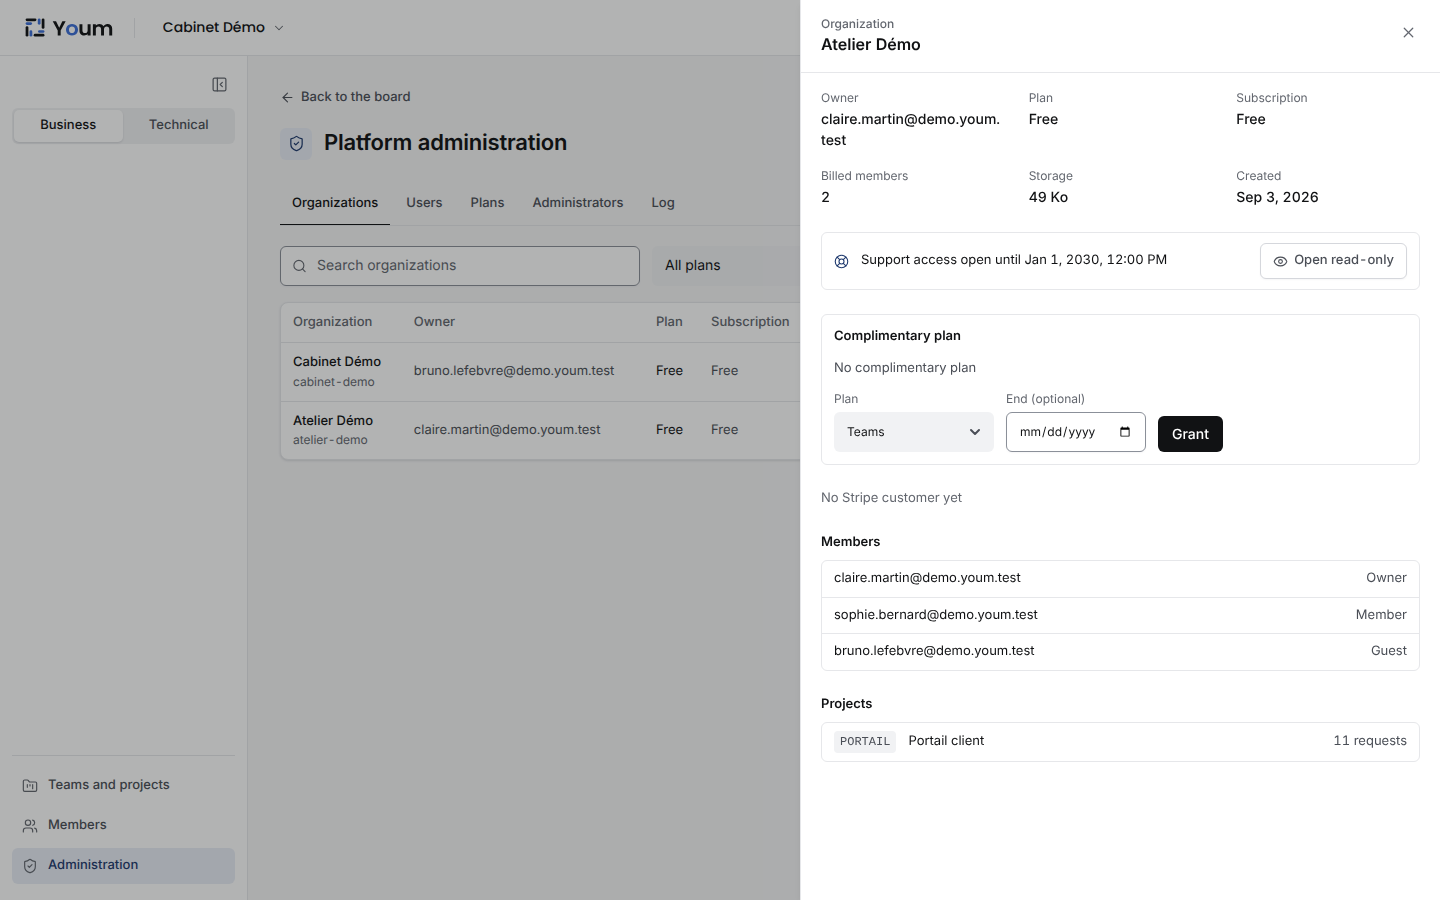 Youm
Cabinet Démo
Business
Technical
Back to the board
Platform administration
Organizations
Users
Plans
Administrators
Log
Search organizations
All plans
Organization
Owner
Plan
Subscription
Cabinet Démo
cabinet-demo
bruno.lefebvre@demo.youm.test
Free
Free
Atelier Démo
atelier-demo
claire.martin@demo.youm.test
Free
Free
Teams and projects
Members
Administration
Organization
Atelier Démo
Owner
Plan
Subscription
claire.martin@demo.youm.
test
Free
Free
Billed members
Storage
Created
2
49 Ko
Sep 3, 2026
Support access open until Jan 1, 2030, 12:00 PM
Open read-only
Complimentary plan
No complimentary plan
Plan
End (optional)
Teams
mm/dd/yyyy
Grant
No Stripe customer yet
Members
claire.martin@demo.youm.test
Owner
sophie.bernard@demo.youm.test
Member
bruno.lefebvre@demo.youm.test
Guest
Projects
PORTAIL
Portail client
11 requests